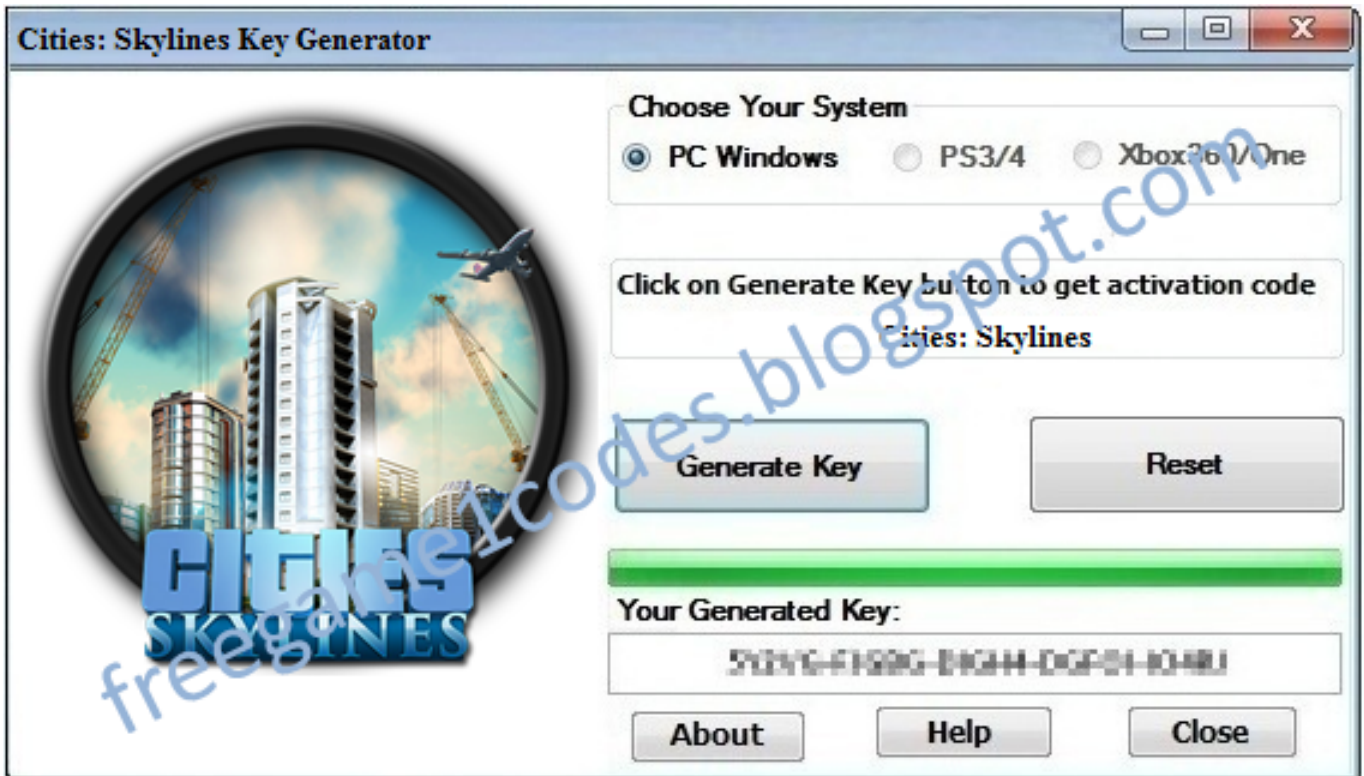 Cities: Skylines Key Generator
Choose Your System
PC Windows PS3/4 Xbox360/One
Click on Generate Key button to get activation code
Cities: Skylines
Generate Key Reset
CITIES
SKYLINES
freegame1codes.blogspot.com
Your Generated Key:
About Help Close